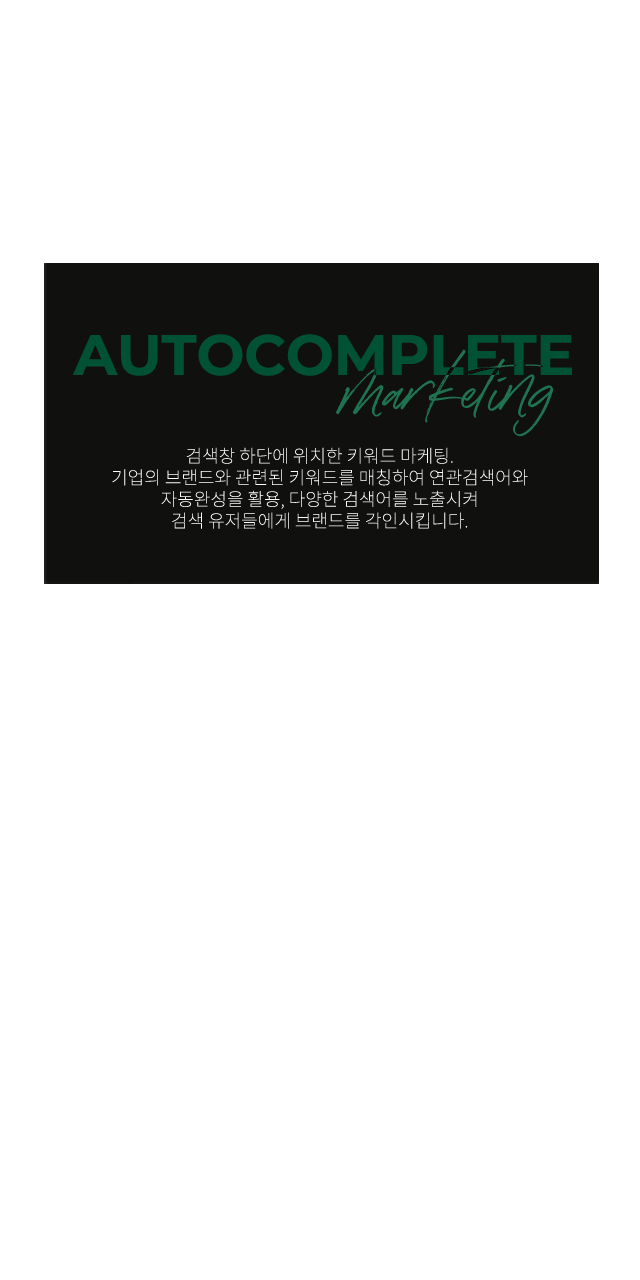 AUTOCOMPLETE
marketing
검색창 하단에 위치한 키워드 마케팅.
기업의 브랜드와 관련된 키워드를 매칭하여 연관검색어와
자동완성을 활용, 다양한 검색어를 노출시켜
검색 유저들에게 브랜드를 각인시킵니다.